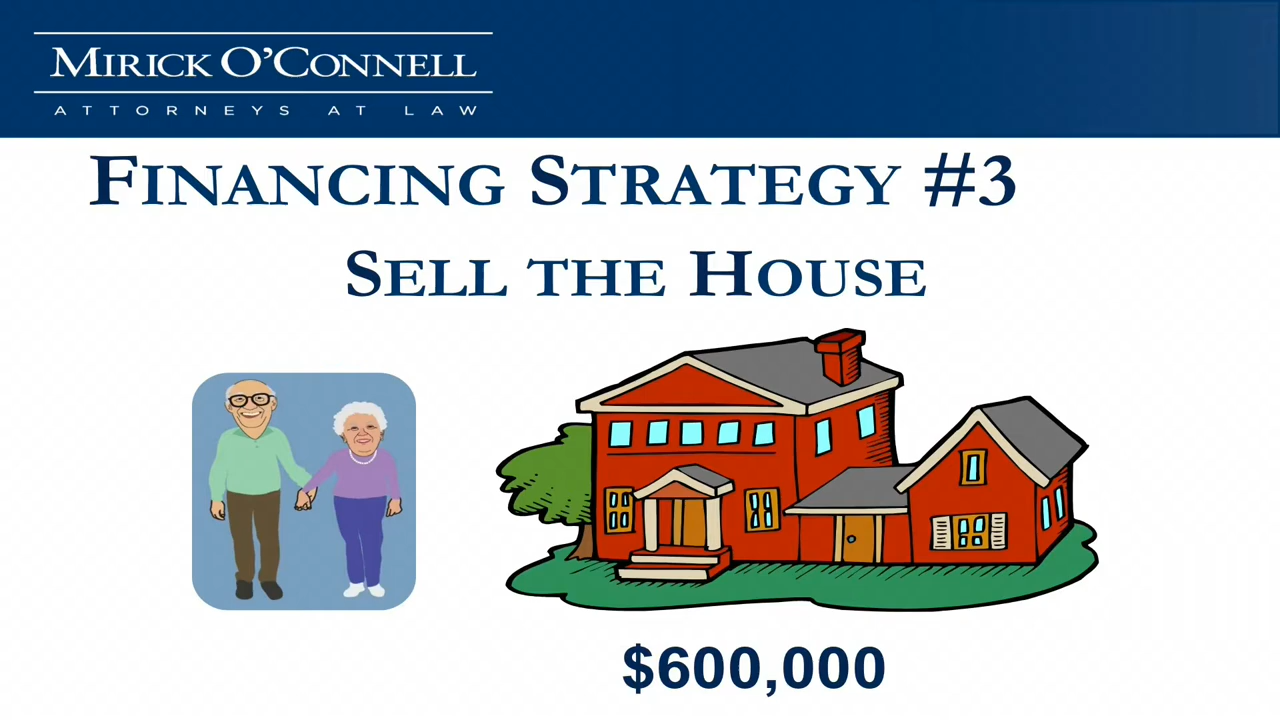 MIRICK O'CONNELL
ATTORNEYS AT LAW
FINANCING STRATEGY #3
SELL THE HOUSE
$600,000